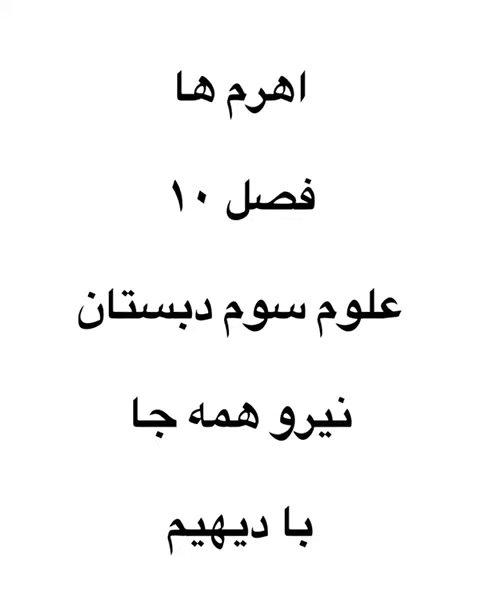 اهرم ها
فصل ۱۰
علوم سوم دبستان
نیرو همه جا
با دیهیم